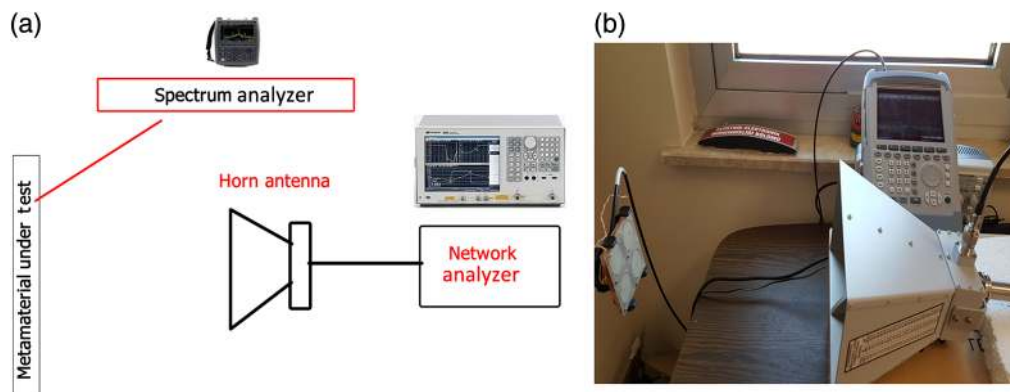 (a)
Spectrum analyzer
Metamaterial under test
Horn antenna
Network
analyzer
(b)